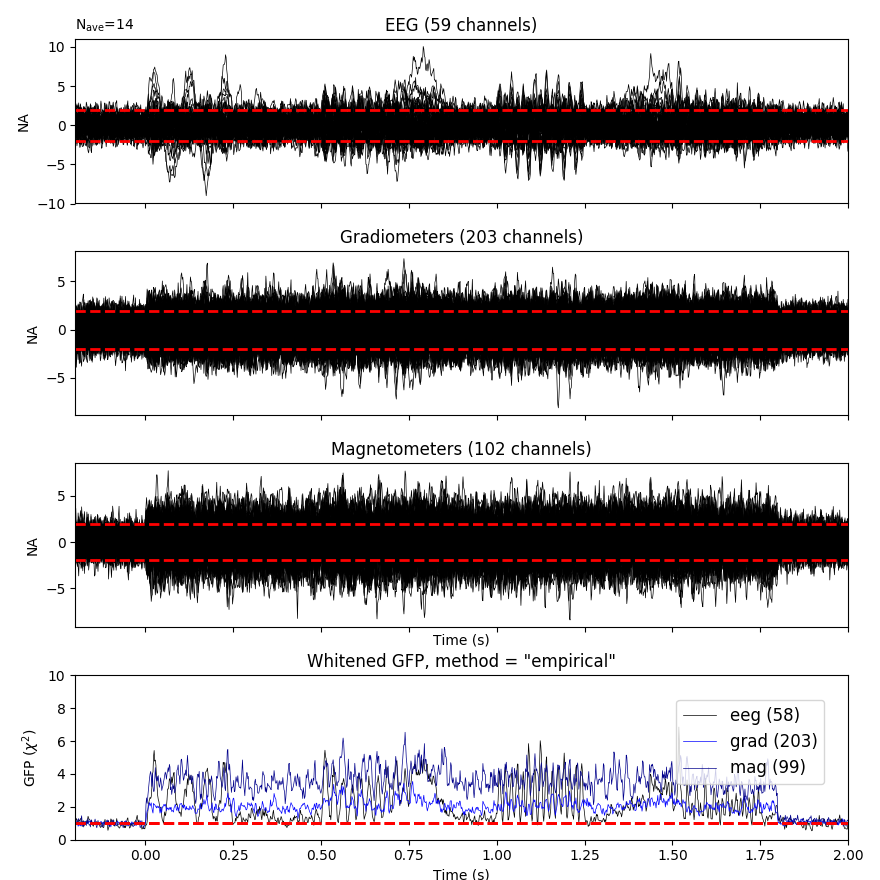 N_ave=14
EEG (59 channels)
10
5
0
−5
−10
NA
Gradiometers (203 channels)
5
0
−5
NA
Magnetometers (102 channels)
5
0
−5
NA
Time (s)
Whitened GFP, method = "empirical"
10
8
6
4
2
0
GFP (χ²)
eeg (58)
grad (203)
mag (99)
0.00 0.25 0.50 0.75 1.00 1.25 1.50 1.75 2.00
Time (s)